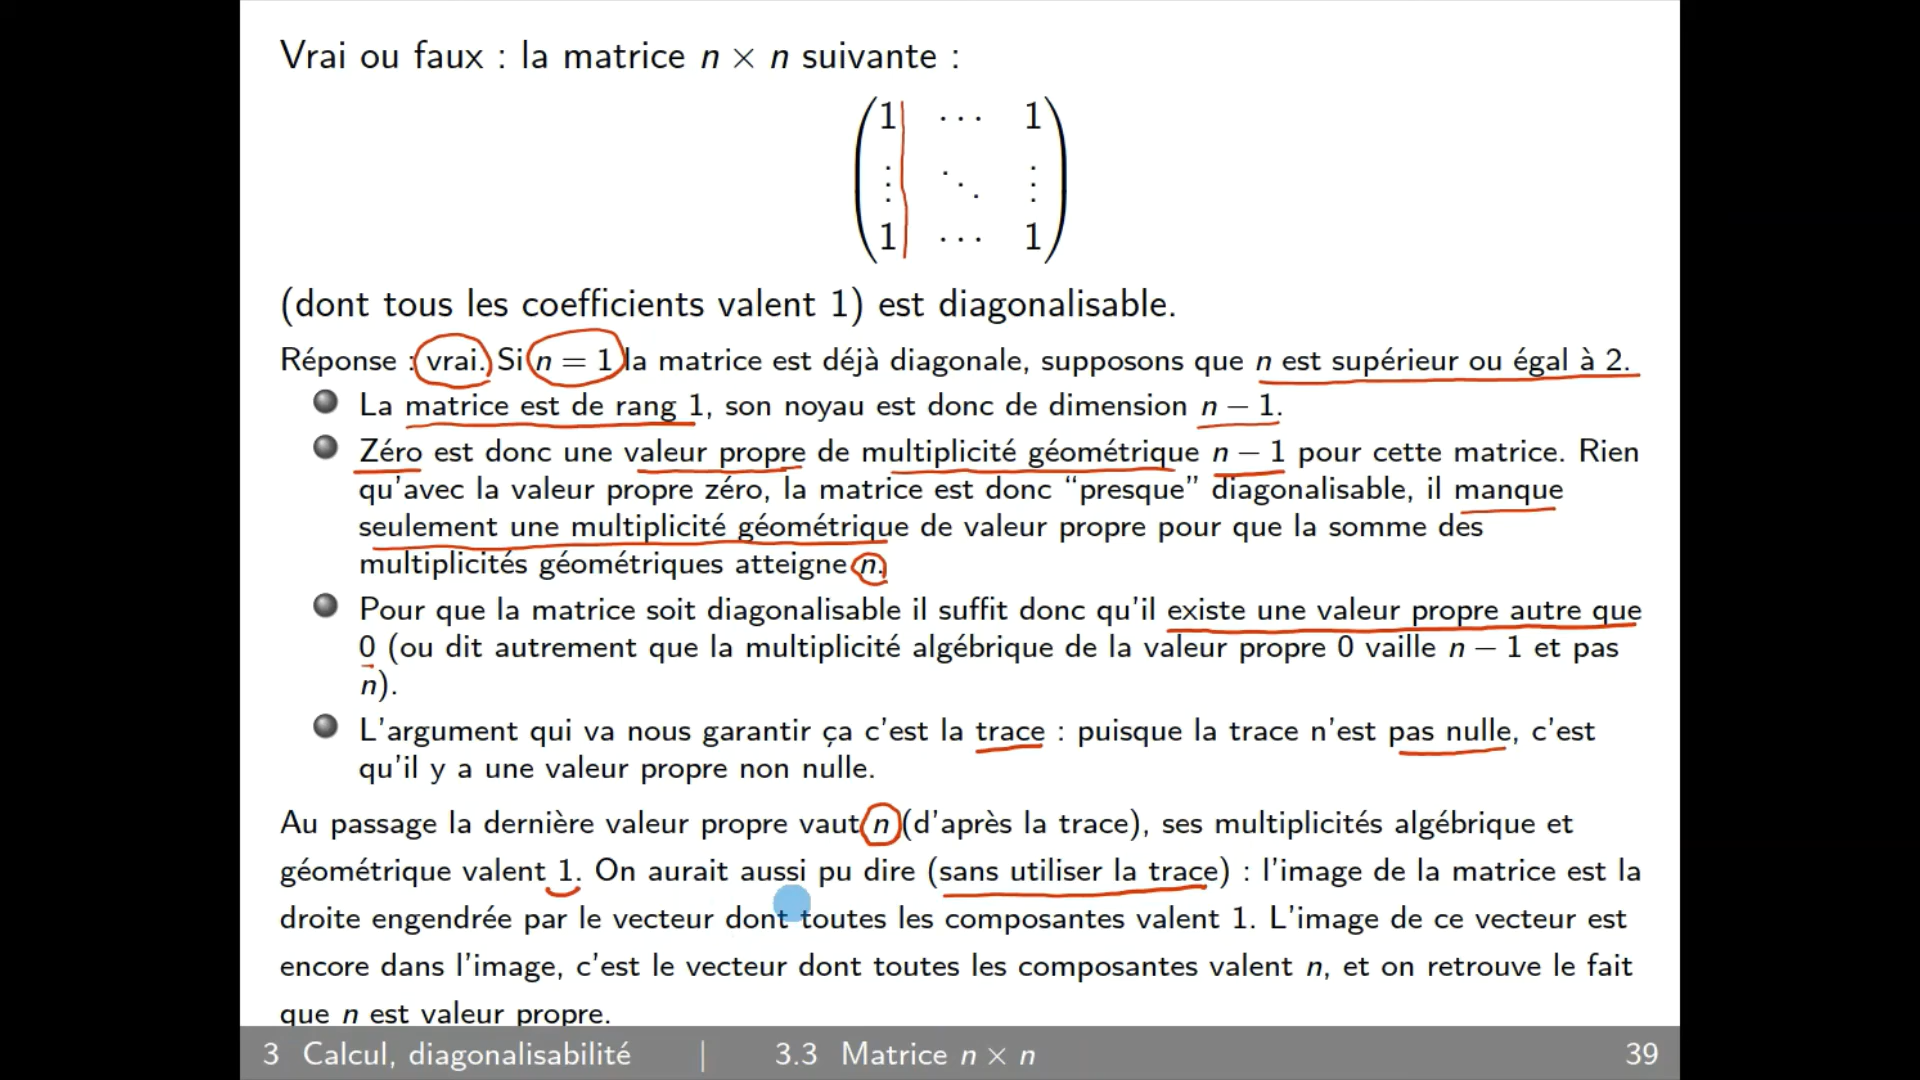 Vrai ou faux : la matrice n × n suivante :
1 ⋯ 1
⋮ ⋱ ⋮
1 ⋯ 1
(dont tous les coefficients valent 1) est diagonalisable.
Réponse : vrai. Si n = 1 la matrice est déjà diagonale, supposons que n est supérieur ou égal à 2.
La matrice est de rang 1, son noyau est donc de dimension n − 1.
Zéro est donc une valeur propre de multiplicité géométrique n − 1 pour cette matrice. Rien
qu'avec la valeur propre zéro, la matrice est donc “presque” diagonalisable, il manque
seulement une multiplicité géométrique de valeur propre pour que la somme des
multiplicités géométriques atteigne n.
Pour que la matrice soit diagonalisable il suffit donc qu'il existe une valeur propre autre que
0 (ou dit autrement que la multiplicité algébrique de la valeur propre 0 vaille n − 1 et pas
n).
L'argument qui va nous garantir ça c'est la trace : puisque la trace n'est pas nulle, c'est
qu'il y a une valeur propre non nulle.
Au passage la dernière valeur propre vaut n (d'après la trace), ses multiplicités algébrique et
géométrique valent 1. On aurait aussi pu dire (sans utiliser la trace) : l'image de la matrice est la
droite engendrée par le vecteur dont toutes les composantes valent 1. L'image de ce vecteur est
encore dans l'image, c'est le vecteur dont toutes les composantes valent n, et on retrouve le fait
que n est valeur propre.
3 Calcul, diagonalisabilité | 3.3 Matrice n × n 39